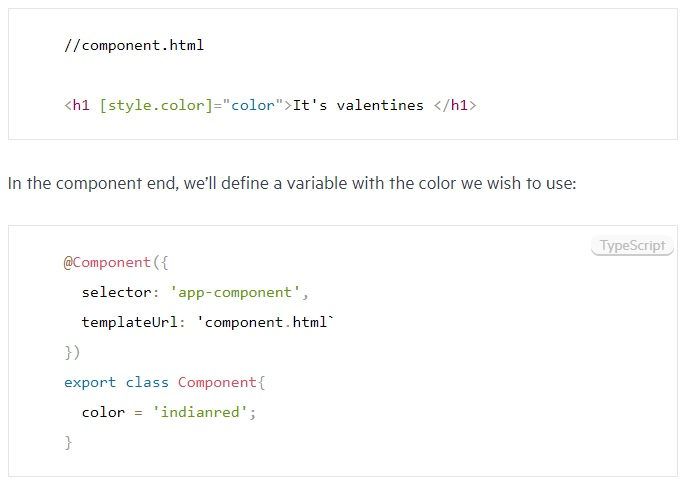 //component.html
<h1 [style.color]="color">It's valentines </h1>
In the component end, we’ll define a variable with the color we wish to use:
TypeScript
@Component({
  selector: 'app-component',
  templateUrl: 'component.html`
})
export class Component{
  color = 'indianred';
}